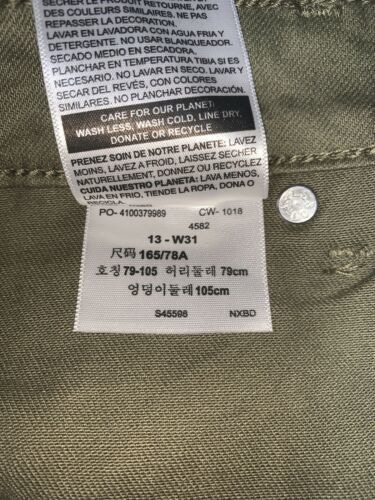 SÉCHER LE PRODUIT RETOURNÉ, AVEC
DES COULEURS SIMILAIRES. NE PAS
REPASSER LA DECORATION.
LAVAR EN LAVADORA CON AGUA FRIA Y
DETERGENTE. NO USAR BLANQUEADOR.
SECADO MEDIO EN SECADORA.
PLANCHAR EN TEMPERATURA TIBIA SI ES
NECESARIO. NO LAVAR EN SECO. LAVAR Y
SECAR DEL REVÉS, CON COLORES
SIMILARES. NO PLANCHAR DECORACIÓN.
CARE FOR OUR PLANET:
WASH LESS, WASH COLD, LINE DRY,
DONATE OR RECYCLE
PRENEZ SOIN DE NOTRE PLANETE: LAVEZ
MOINS, LAVEZ A FROID, LAISSEZ SECHER
NATURELLEMENT, DONNEZ OU RECYCLEZ
CUIDA NUESTRO PLANETA: LAVA MENOS,
LAVA EN FRIO, TIENDE LA ROPA, DONA O
RECICLA
PO- 4100379989 CW- 1018
4582
13 - W31
尺码 165/78A
호칭 79-105 허리둘레 79cm
엉덩이둘레 105cm
S45598 NXBD